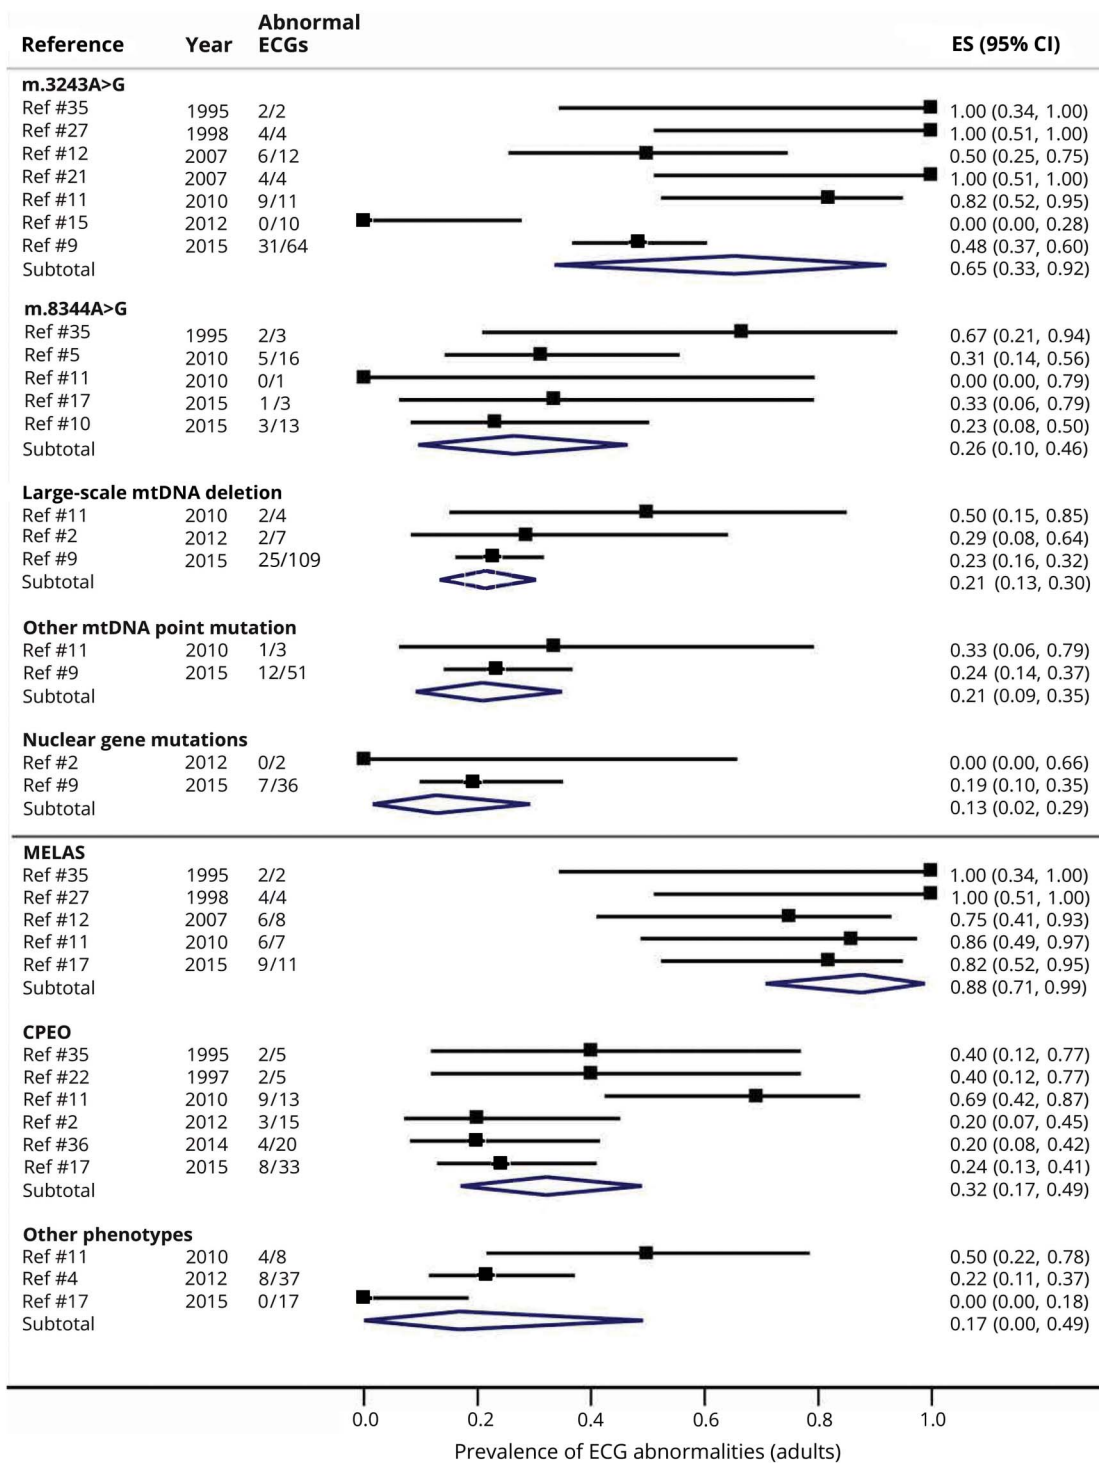 Reference Year Abnormal ECGs ES (95% CI)
m.3243A>G
Ref #35 1995 2/2 1.00 (0.34, 1.00)
Ref #27 1998 4/4 1.00 (0.51, 1.00)
Ref #12 2007 6/12 0.50 (0.25, 0.75)
Ref #21 2007 4/4 1.00 (0.51, 1.00)
Ref #11 2010 9/11 0.82 (0.52, 0.95)
Ref #15 2012 0/10 0.00 (0.00, 0.28)
Ref #9 2015 31/64 0.48 (0.37, 0.60)
Subtotal 0.65 (0.33, 0.92)
m.8344A>G
Ref #35 1995 2/3 0.67 (0.21, 0.94)
Ref #5 2010 5/16 0.31 (0.14, 0.56)
Ref #11 2010 0/1 0.00 (0.00, 0.79)
Ref #17 2015 1/3 0.33 (0.06, 0.79)
Ref #10 2015 3/13 0.23 (0.08, 0.50)
Subtotal 0.26 (0.10, 0.46)
Large-scale mtDNA deletion
Ref #11 2010 2/4 0.50 (0.15, 0.85)
Ref #2 2012 2/7 0.29 (0.08, 0.64)
Ref #9 2015 25/109 0.23 (0.16, 0.32)
Subtotal 0.21 (0.13, 0.30)
Other mtDNA point mutation
Ref #11 2010 1/3 0.33 (0.06, 0.79)
Ref #9 2015 12/51 0.24 (0.14, 0.37)
Subtotal 0.21 (0.09, 0.35)
Nuclear gene mutations
Ref #2 2012 0/2 0.00 (0.00, 0.66)
Ref #9 2015 7/36 0.19 (0.10, 0.35)
Subtotal 0.13 (0.02, 0.29)
MELAS
Ref #35 1995 2/2 1.00 (0.34, 1.00)
Ref #27 1998 4/4 1.00 (0.51, 1.00)
Ref #12 2007 6/8 0.75 (0.41, 0.93)
Ref #11 2010 6/7 0.86 (0.49, 0.97)
Ref #17 2015 9/11 0.82 (0.52, 0.95)
Subtotal 0.88 (0.71, 0.99)
CPEO
Ref #35 1995 2/5 0.40 (0.12, 0.77)
Ref #22 1997 2/5 0.40 (0.12, 0.77)
Ref #11 2010 9/13 0.69 (0.42, 0.87)
Ref #2 2012 3/15 0.20 (0.07, 0.45)
Ref #36 2014 4/20 0.20 (0.08, 0.42)
Ref #17 2015 8/33 0.24 (0.13, 0.41)
Subtotal 0.32 (0.17, 0.49)
Other phenotypes
Ref #11 2010 4/8 0.50 (0.22, 0.78)
Ref #4 2012 8/37 0.22 (0.11, 0.37)
Ref #17 2015 0/17 0.00 (0.00, 0.18)
Subtotal 0.17 (0.00, 0.49)
0.0 0.2 0.4 0.6 0.8 1.0
Prevalence of ECG abnormalities (adults)